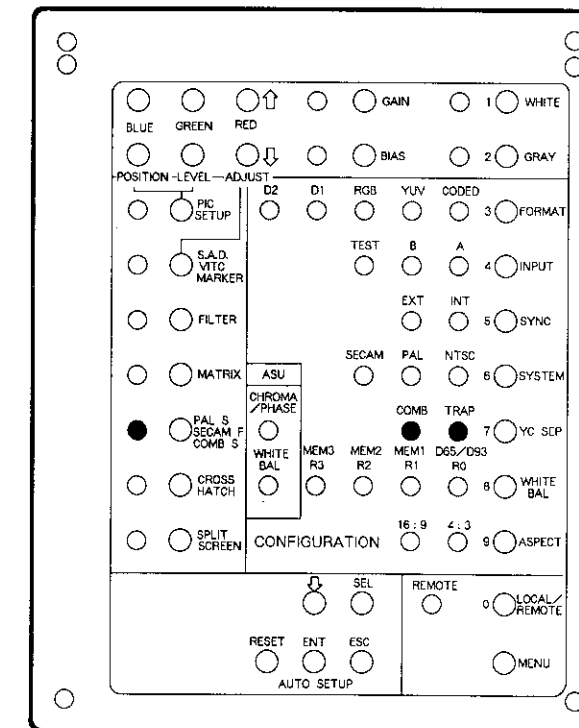 GAIN 1 WHITE
BLUE GREEN RED
BIAS 2 GRAY
POSITION LEVEL ADJUST
D2 D1 RGB YUV CODED
PIC
SETUP
3 FORMAT
TEST B A
S.A.D.
VITC
MARKER
4 INPUT
EXT INT
FILTER
5 SYNC
SECAM PAL NTSC
MATRIX
ASU
6 SYSTEM
CHROMA
/PHASE
COMB TRAP
PAL S
SECAM F
COMB S
7 YC SEP
WHITE
BAL
MEM3 MEM2 MEM1 D65/D93
R3 R2 R1 R0
CROSS
HATCH
8 WHITE
BAL
16:9 4:3
SPLIT
SCREEN
CONFIGURATION
9 ASPECT
SEL
REMOTE
0 LOCAL/
REMOTE
RESET ENT ESC
MENU
AUTO SETUP